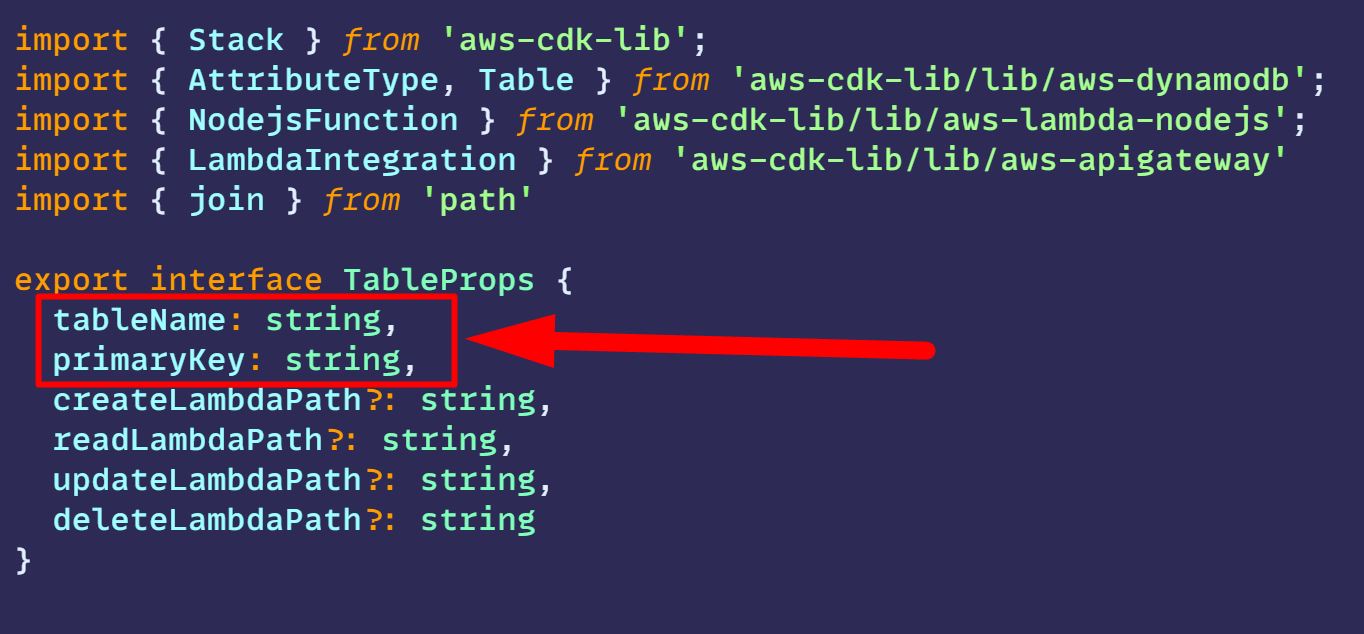 import { Stack } from 'aws-cdk-lib';
import { AttributeType, Table } from 'aws-cdk-lib/lib/aws-dynamodb';
import { NodejsFunction } from 'aws-cdk-lib/lib/aws-lambda-nodejs';
import { LambdaIntegration } from 'aws-cdk-lib/lib/aws-apigateway'
import { join } from 'path'

export interface TableProps {
  tableName: string,
  primaryKey: string,
  createLambdaPath?: string,
  readLambdaPath?: string,
  updateLambdaPath?: string,
  deleteLambdaPath?: string
}